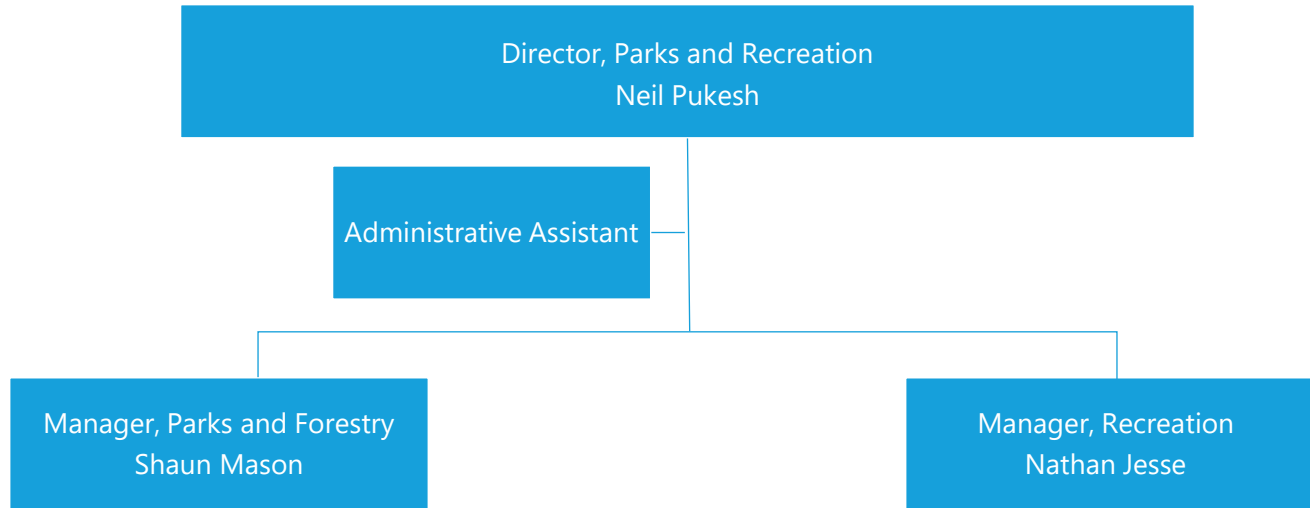 Director, Parks and Recreation
Neil Pukesh
Administrative Assistant
Manager, Parks and Forestry
Shaun Mason
Manager, Recreation
Nathan Jesse